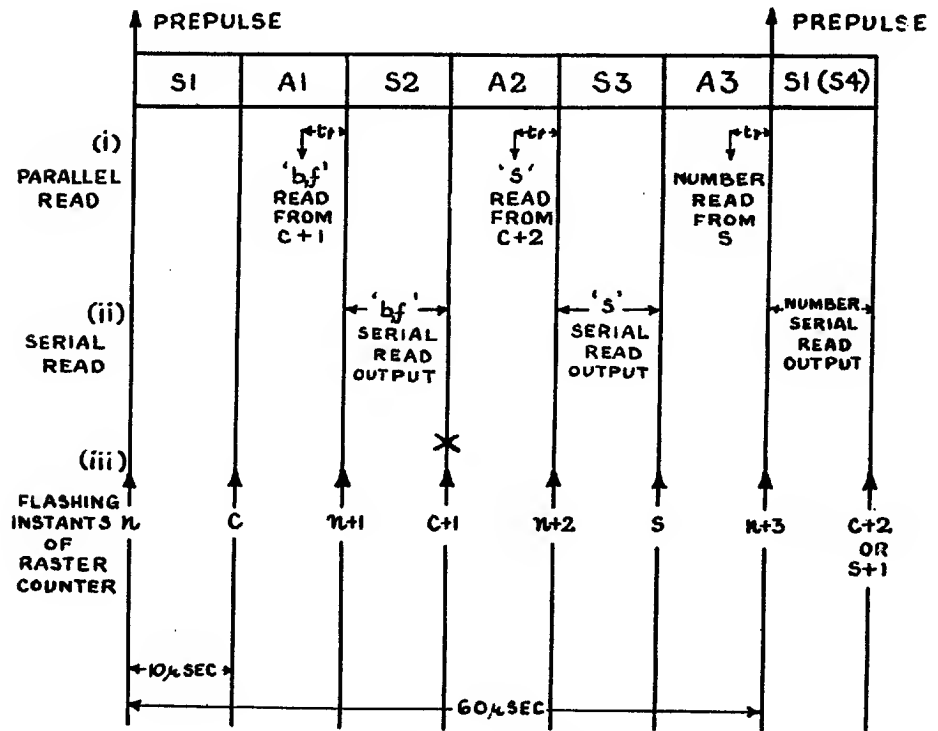 PREPULSE PREPULSE
S1 A1 S2 A2 S3 A3 S1 (S4)
(i)
PARALLEL
READ
tr
'b,f'
READ
FROM
C+1
tr
'S'
READ
FROM
C+2
tr
NUMBER
READ
FROM
S
(ii)
SERIAL
READ
'b,f'
SERIAL
READ
OUTPUT
'S'
SERIAL
READ
OUTPUT
NUMBER
SERIAL
READ
OUTPUT
(iii)
FLASHING
INSTANTS
OF
RASTER
COUNTER
n C n+1 C+1 n+2 S n+3 C+2
OR
S+1
10μSEC
60μSEC